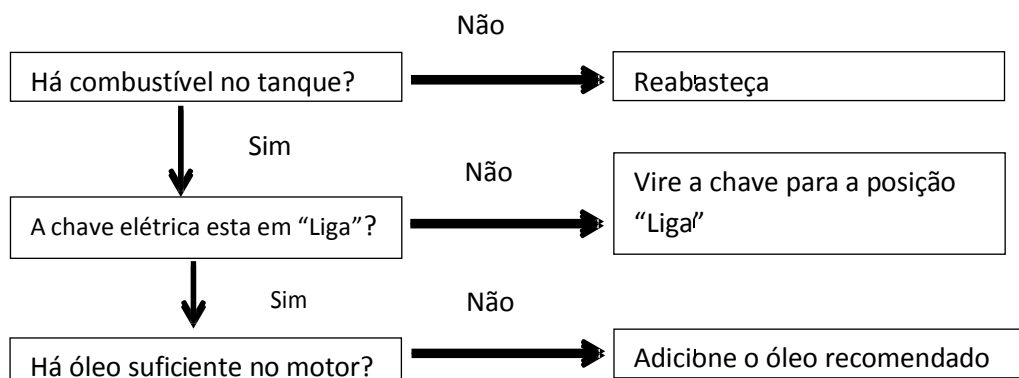 Não
Há combustível no tanque?
Reabasteça
Sim
Não
A chave elétrica esta em “Liga”?
Vire a chave para a posição
“Liga”
Sim
Não
Há óleo suficiente no motor?
Adicione o óleo recomendado